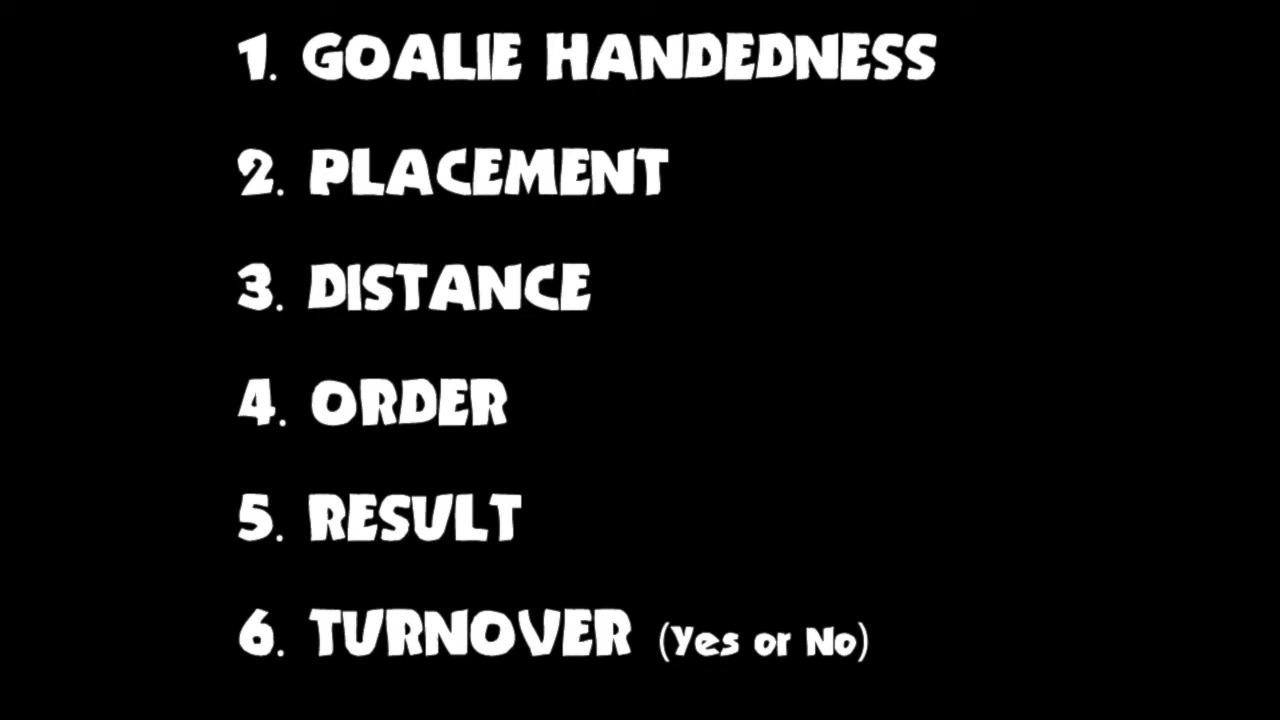 1. GOALIE HANDEDNESS
2. PLACEMENT
3. DISTANCE
4. ORDER
5. RESULT
6. TURNOVER (Yes or No)